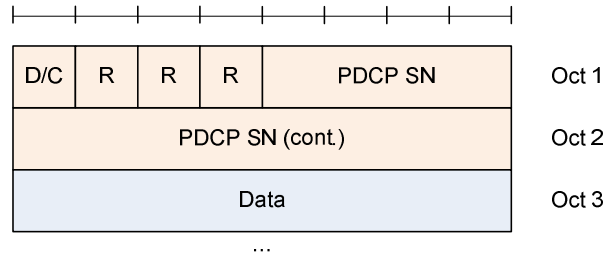 D/C R R R PDCP SN Oct 1
PDCP SN (cont.) Oct 2
Data Oct 3
...